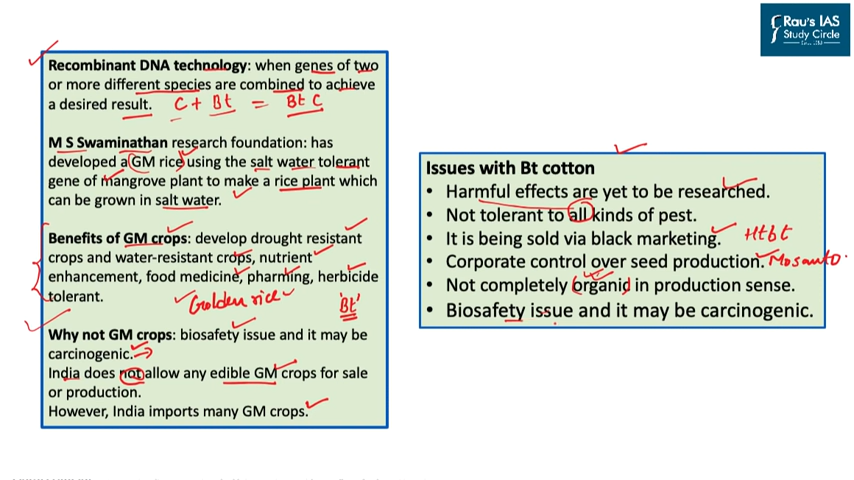 Rau's IAS
Study Circle
Recombinant DNA technology: when genes of two
or more different species are combined to achieve
a desired result. C + Bt = Bt C
M S Swaminathan research foundation: has
developed a GM rice using the salt water tolerant
gene of mangrove plant to make a rice plant which
can be grown in salt water.
Benefits of GM crops: develop drought resistant
crops and water-resistant crops, nutrient
enhancement, food medicine, pharming, herbicide
tolerant.
Golden rice
'Bt'
Why not GM crops: biosafety issue and it may be
carcinogenic.
India does not allow any edible GM crops for sale
or production.
However, India imports many GM crops.
Issues with Bt cotton
• Harmful effects are yet to be researched.
• Not tolerant to all kinds of pest.
• It is being sold via black marketing. Htbt
• Corporate control over seed production. Mosanto.
• Not completely (organic) in production sense.
• Biosafety issue and it may be carcinogenic.